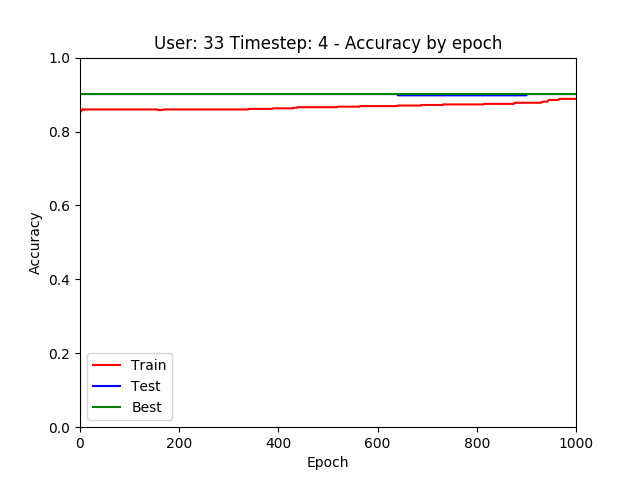 User: 33 Timestep: 4 - Accuracy by epoch
1.0
0.8
0.6
0.4
0.2
0.0
Accuracy
Train
Test
Best
0 200 400 600 800 1000
Epoch